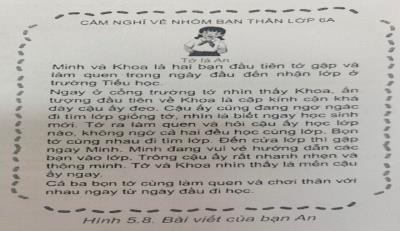 CẢM NGHĨ VỀ NHÓM BẠN THÂN LỚP 6A
Tớ là An
Minh và Khoa là hai bạn đầu tiên tớ gặp và
làm quen trong ngày đầu đến nhận lớp ở
trường Tiểu học.
Ngay ở cổng trường tớ nhìn thấy Khoa, ấn
tượng đầu tiên về Khoa là cặp kính cận khá
dày cậu ấy đeo. Cậu ấy cũng đang ngơ ngác
đi tìm lớp giống tớ, nhìn là biết ngay học sinh
mới. Tớ ra làm quen và hỏi cậu ấy học lớp
nào, không ngờ cả hai đều học cùng lớp. Bọn
tớ cùng nhau đi tìm lớp. Đến cửa lớp thì gặp
ngay Minh. Minh đang vui vẻ hướng dẫn các
bạn vào lớp. Trông cậu ấy rất nhanh nhẹn và
thông minh. Tớ và Khoa nhìn thấy là mến cậu
ấy ngay.
Cả ba bọn tớ cùng làm quen và chơi thân với
nhau ngay từ ngày đầu đi học.
Hình 5.8. Bài viết của bạn An